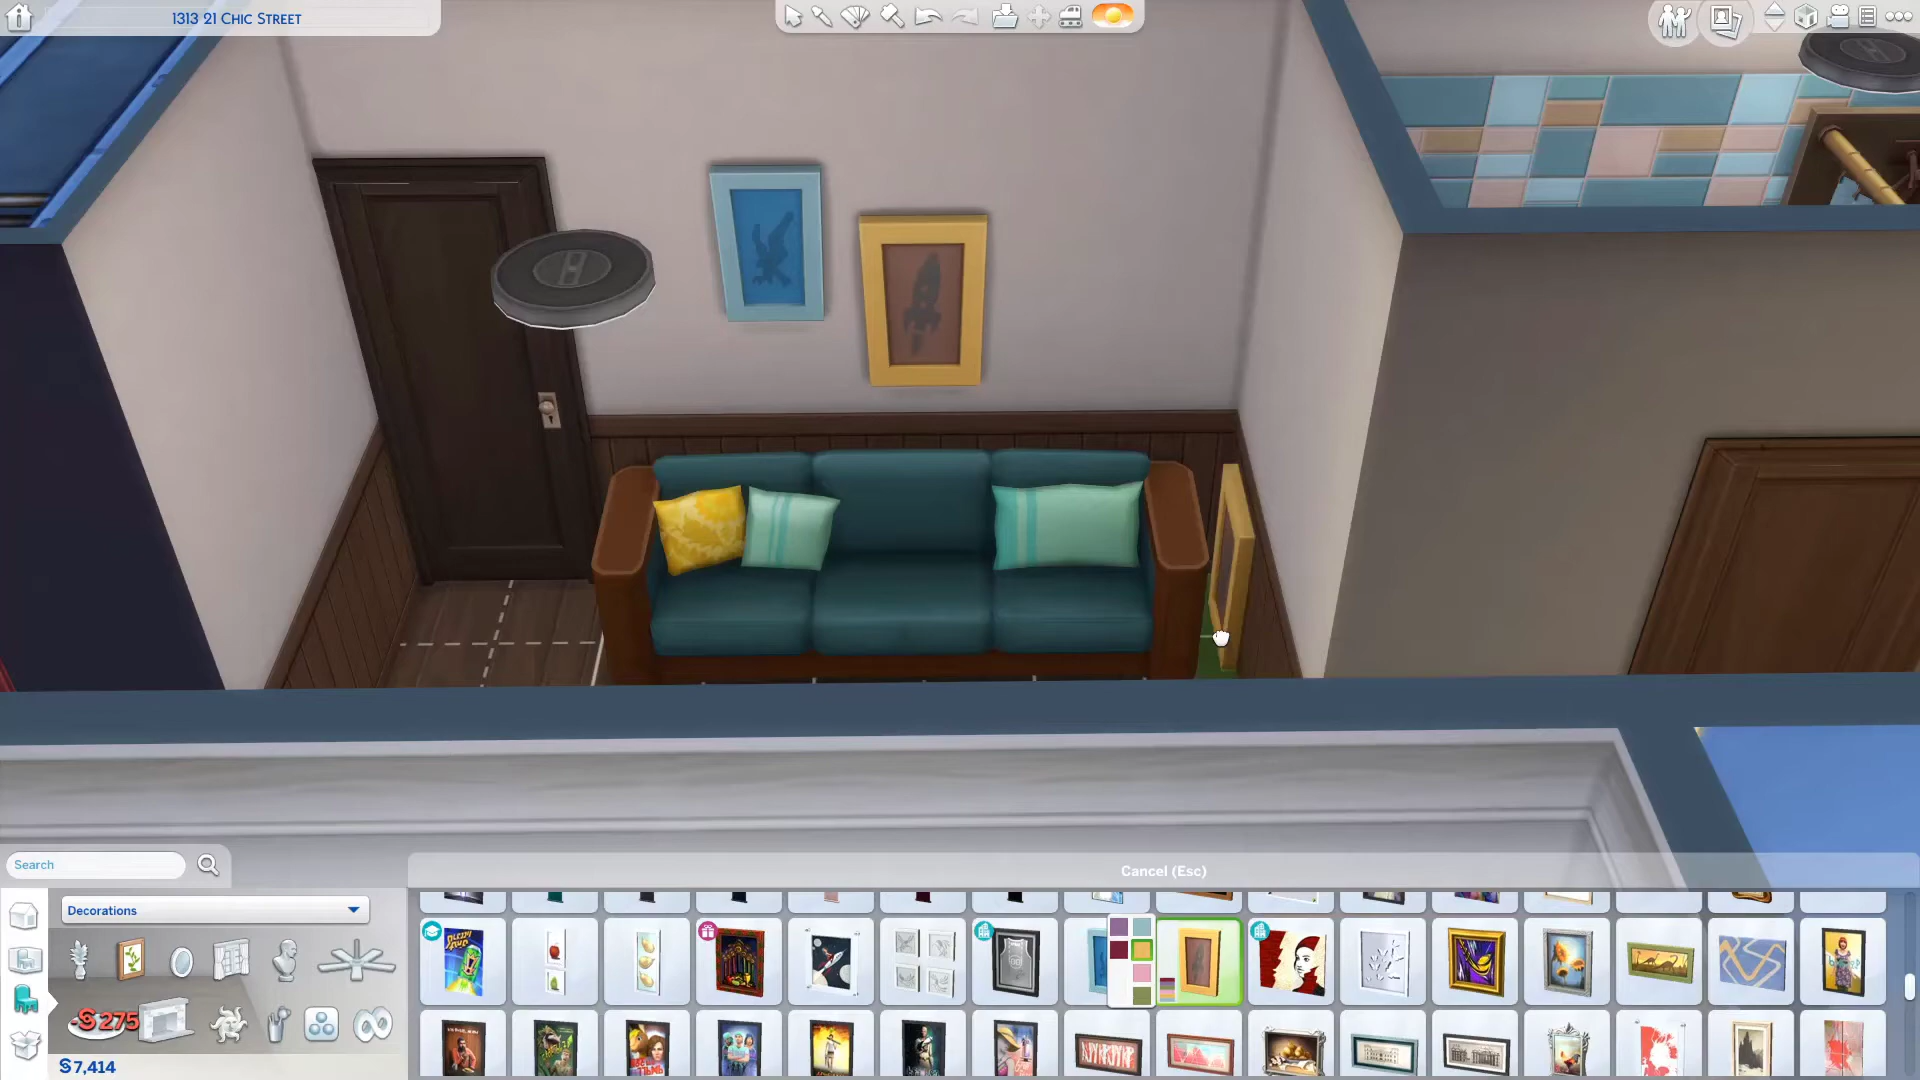 1313 21 CHIC STREET
Search
Cancel (Esc)
Decorations
-§275
§7,414